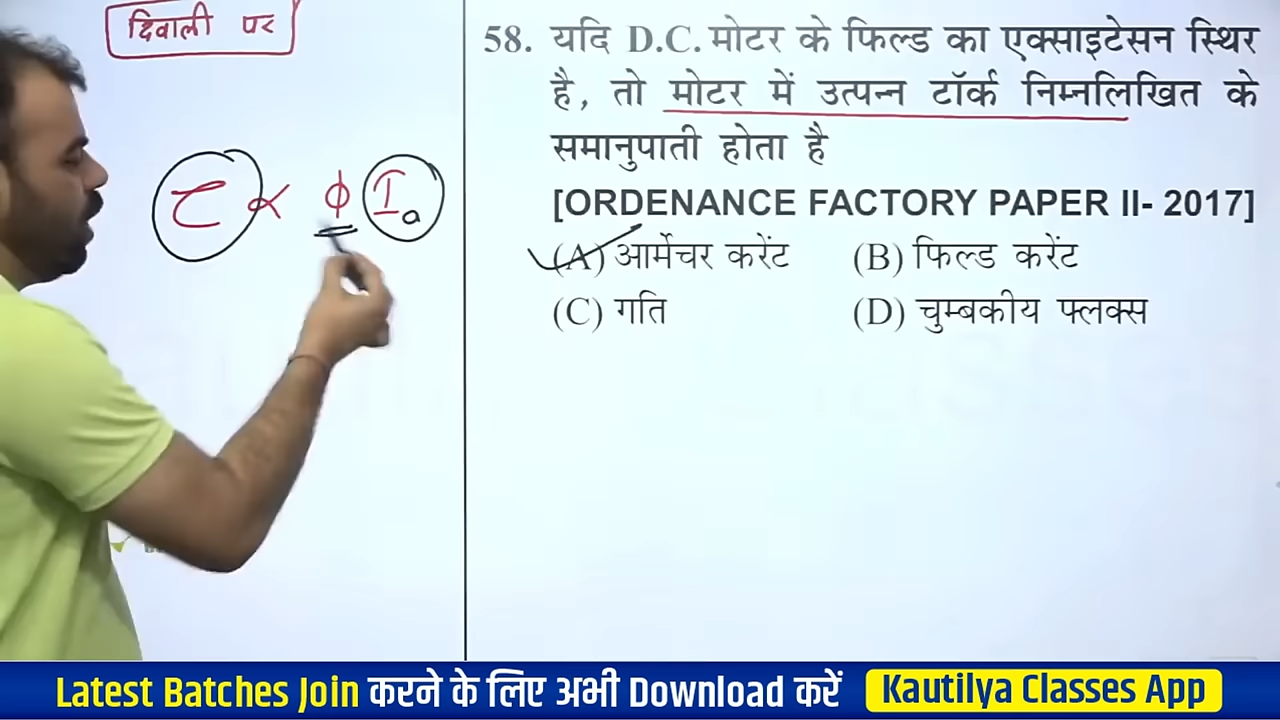 दिवाली पर
τ ∝ ϕ Ia
58. यदि D.C. मोटर के फिल्ड का एक्साइटेसन स्थिर
है, तो मोटर में उत्पन्न टॉर्क निम्नलिखित के
समानुपाती होता है
[ORDENANCE FACTORY PAPER II- 2017]
(A) आर्मेचर करेंट (B) फिल्ड करेंट
(C) गति (D) चुम्बकीय फ्लक्स
Latest Batches Join करने के लिए अभी Download करें Kautilya Classes App